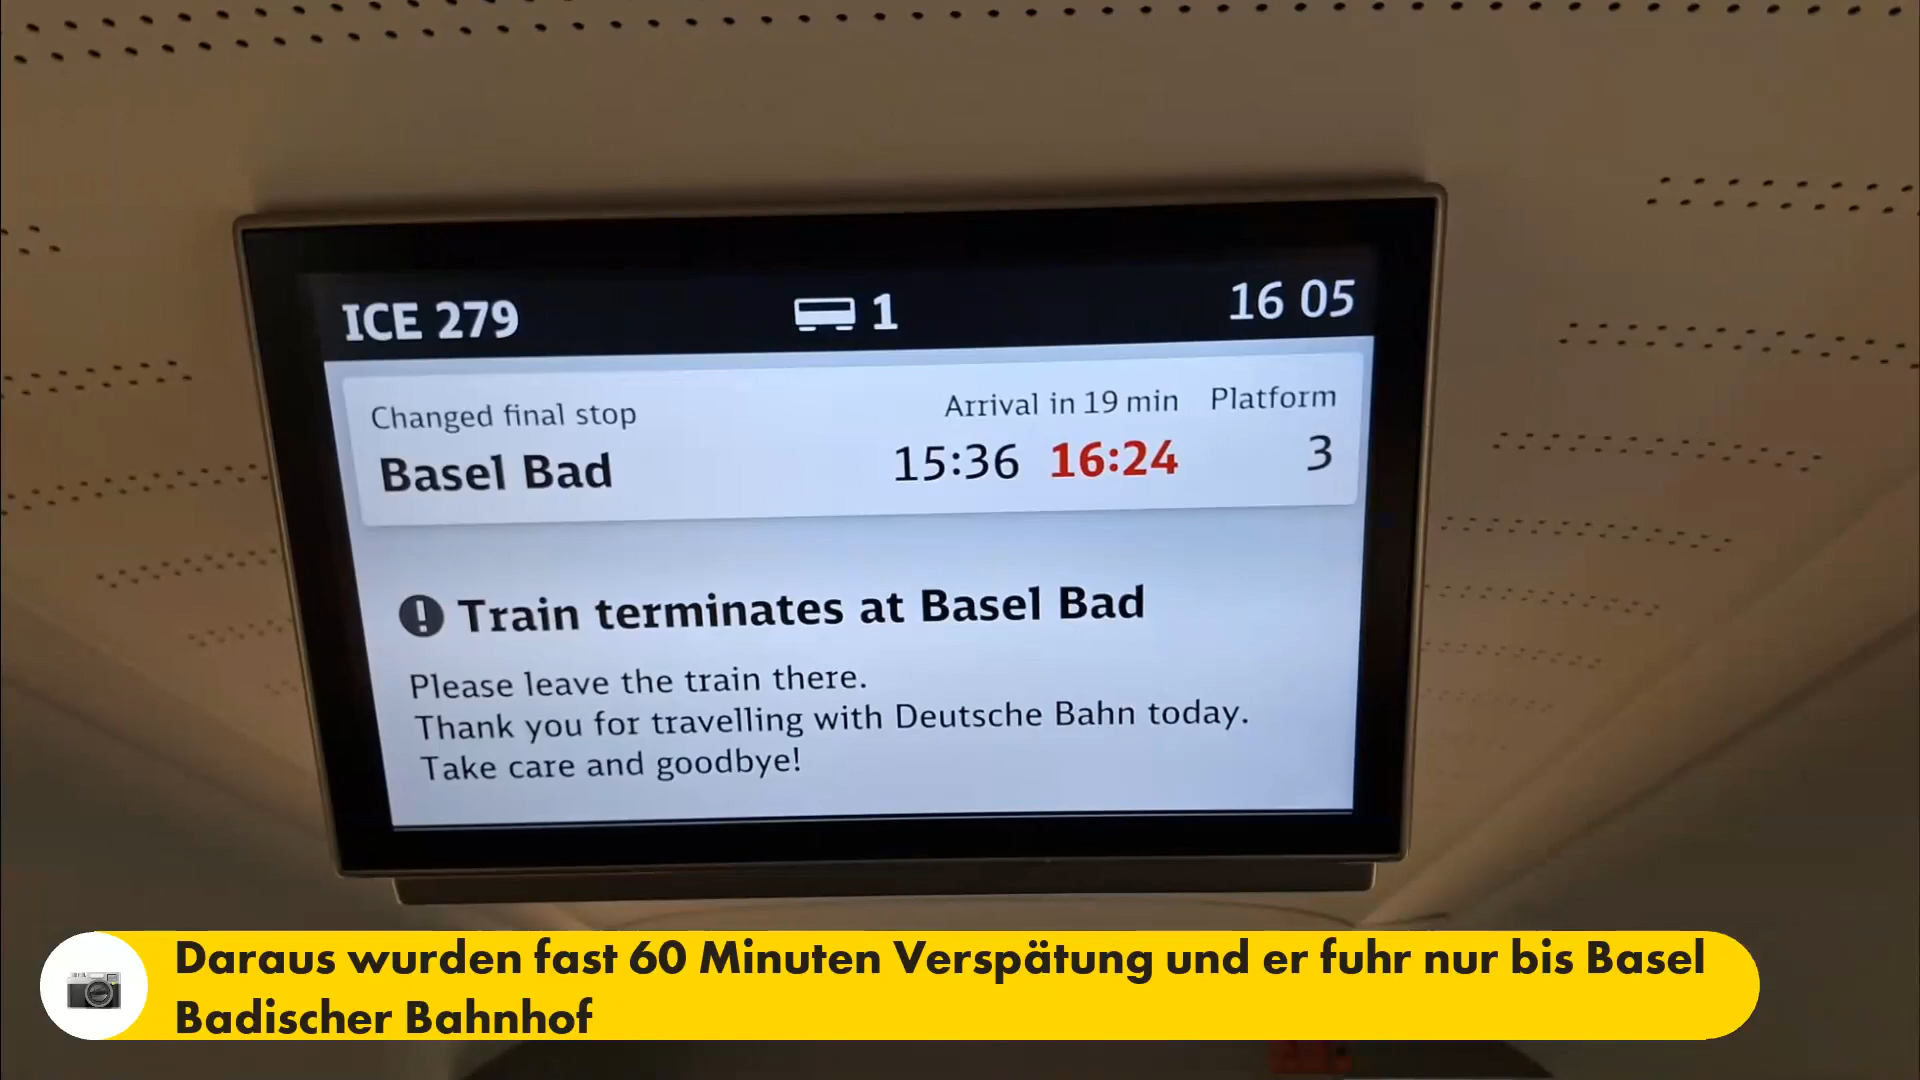 ICE 279
1
16 05
Changed final stop
Arrival in 19 min
Platform
Basel Bad
15:36
16:24
3
Train terminates at Basel Bad
Please leave the train there.
Thank you for travelling with Deutsche Bahn today.
Take care and goodbye!
Daraus wurden fast 60 Minuten Verspätung und er fuhr nur bis Basel
Badischer Bahnhof